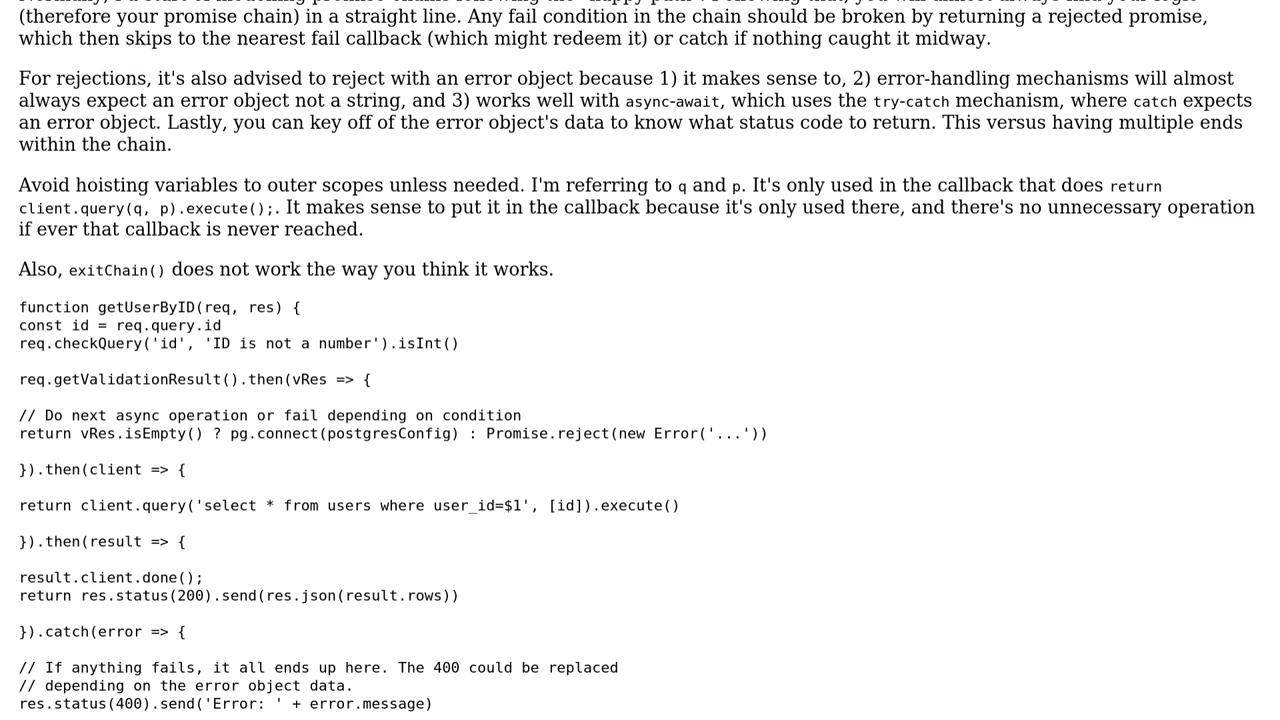 (therefore your promise chain) in a straight line. Any fail condition in the chain should be broken by returning a rejected promise,
which then skips to the nearest fail callback (which might redeem it) or catch if nothing caught it midway.
For rejections, it's also advised to reject with an error object because 1) it makes sense to, 2) error-handling mechanisms will almost
always expect an error object not a string, and 3) works well with async-await, which uses the try-catch mechanism, where catch expects
an error object. Lastly, you can key off of the error object's data to know what status code to return. This versus having multiple ends
within the chain.
Avoid hoisting variables to outer scopes unless needed. I'm referring to q and p. It's only used in the callback that does return
client.query(q, p).execute();. It makes sense to put it in the callback because it's only used there, and there's no unnecessary operation
if ever that callback is never reached.
Also, exitChain() does not work the way you think it works.
function getUserByID(req, res) {
const id = req.query.id
req.checkQuery('id', 'ID is not a number').isInt()
req.getValidationResult().then(vRes => {
// Do next async operation or fail depending on condition
return vRes.isEmpty() ? pg.connect(postgresConfig) : Promise.reject(new Error('...'))
}).then(client => {
return client.query('select * from users where user_id=$1', [id]).execute()
}).then(result => {
result.client.done();
return res.status(200).send(res.json(result.rows))
}).catch(error => {
// If anything fails, it all ends up here. The 400 could be replaced
// depending on the error object data.
res.status(400).send('Error: ' + error.message)